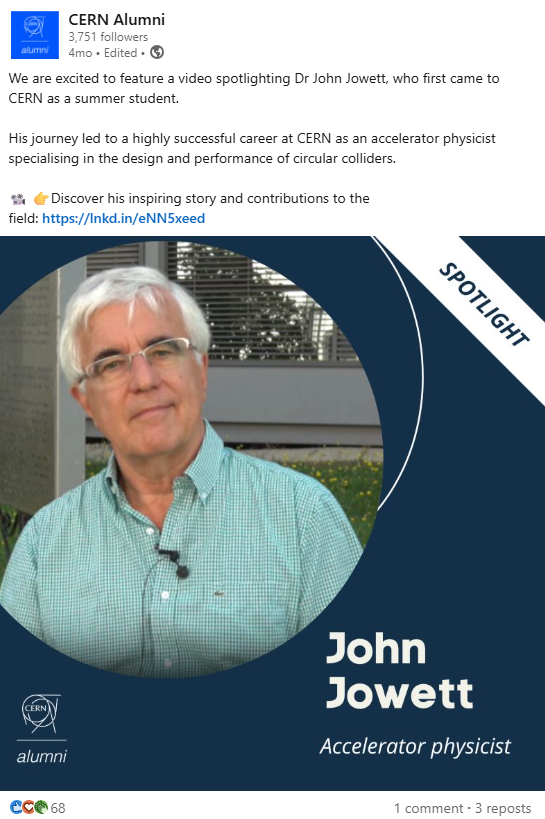 CERN Alumni
3,751 followers
4mo • Edited •
We are excited to feature a video spotlighting Dr John Jowett, who first came to
CERN as a summer student.
His journey led to a highly successful career at CERN as an accelerator physicist
specialising in the design and performance of circular colliders.
📽️ 👉Discover his inspiring story and contributions to the
field: https://lnkd.in/eNN5xeed
CERN
alumni
SPOTLIGHT
John
Jowett
Accelerator physicist
CERN
alumni
68
1 comment • 3 reposts